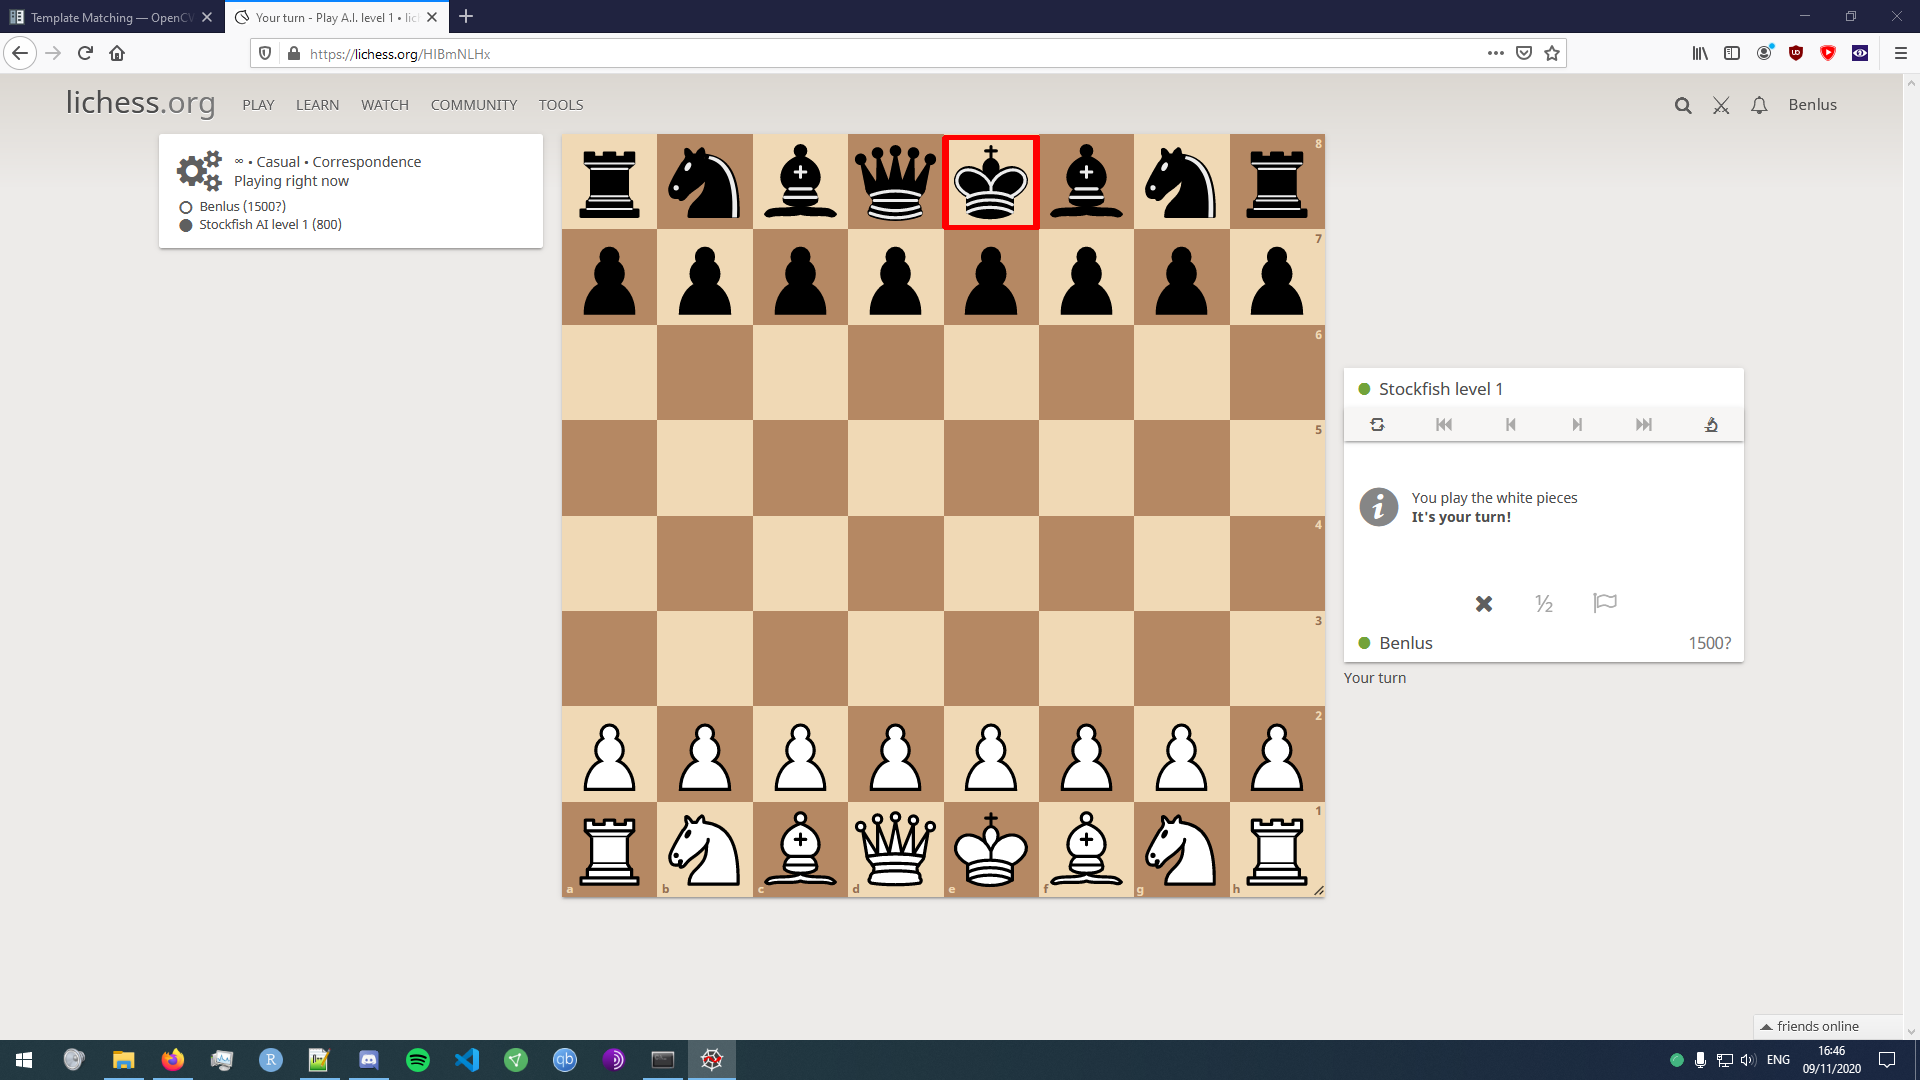 Template Matching — OpenCV
Your turn - Play A.I. level 1 • lic
https://lichess.org/HIBmNLHx
lichess.org
PLAY LEARN WATCH COMMUNITY TOOLS
Benlus
∞ • Casual • Correspondence
Playing right now
Benlus (1500?)
Stockfish AI level 1 (800)
8
7
6
5
4
3
2
1
a b c d e f g h
Stockfish level 1
You play the white pieces
It's your turn!
½
Benlus 1500?
Your turn
friends online
R
qb
ENG
16:46
09/11/2020